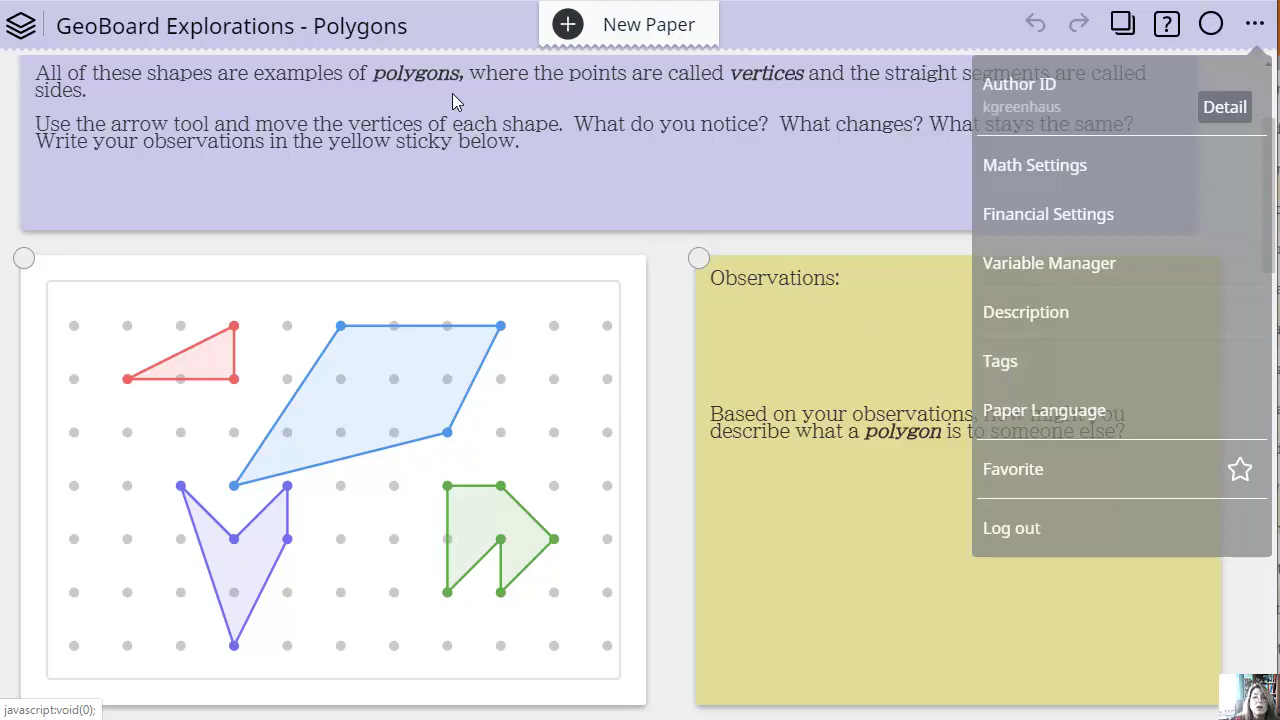 GeoBoard Explorations - Polygons
New Paper
All of these shapes are examples of polygons, where the points are called vertices and the straight segments are called
sides.
Use the arrow tool and move the vertices of each shape. What do you notice? What changes? What stays the same?
Write your observations in the yellow sticky below.
Author ID
kgreenhaus
Detail
Math Settings
Financial Settings
Variable Manager
Description
Tags
Paper Language
Favorite
Log out
Observations:
Based on your observations, how might you
describe what a polygon is to someone else?
javascript:void(0);